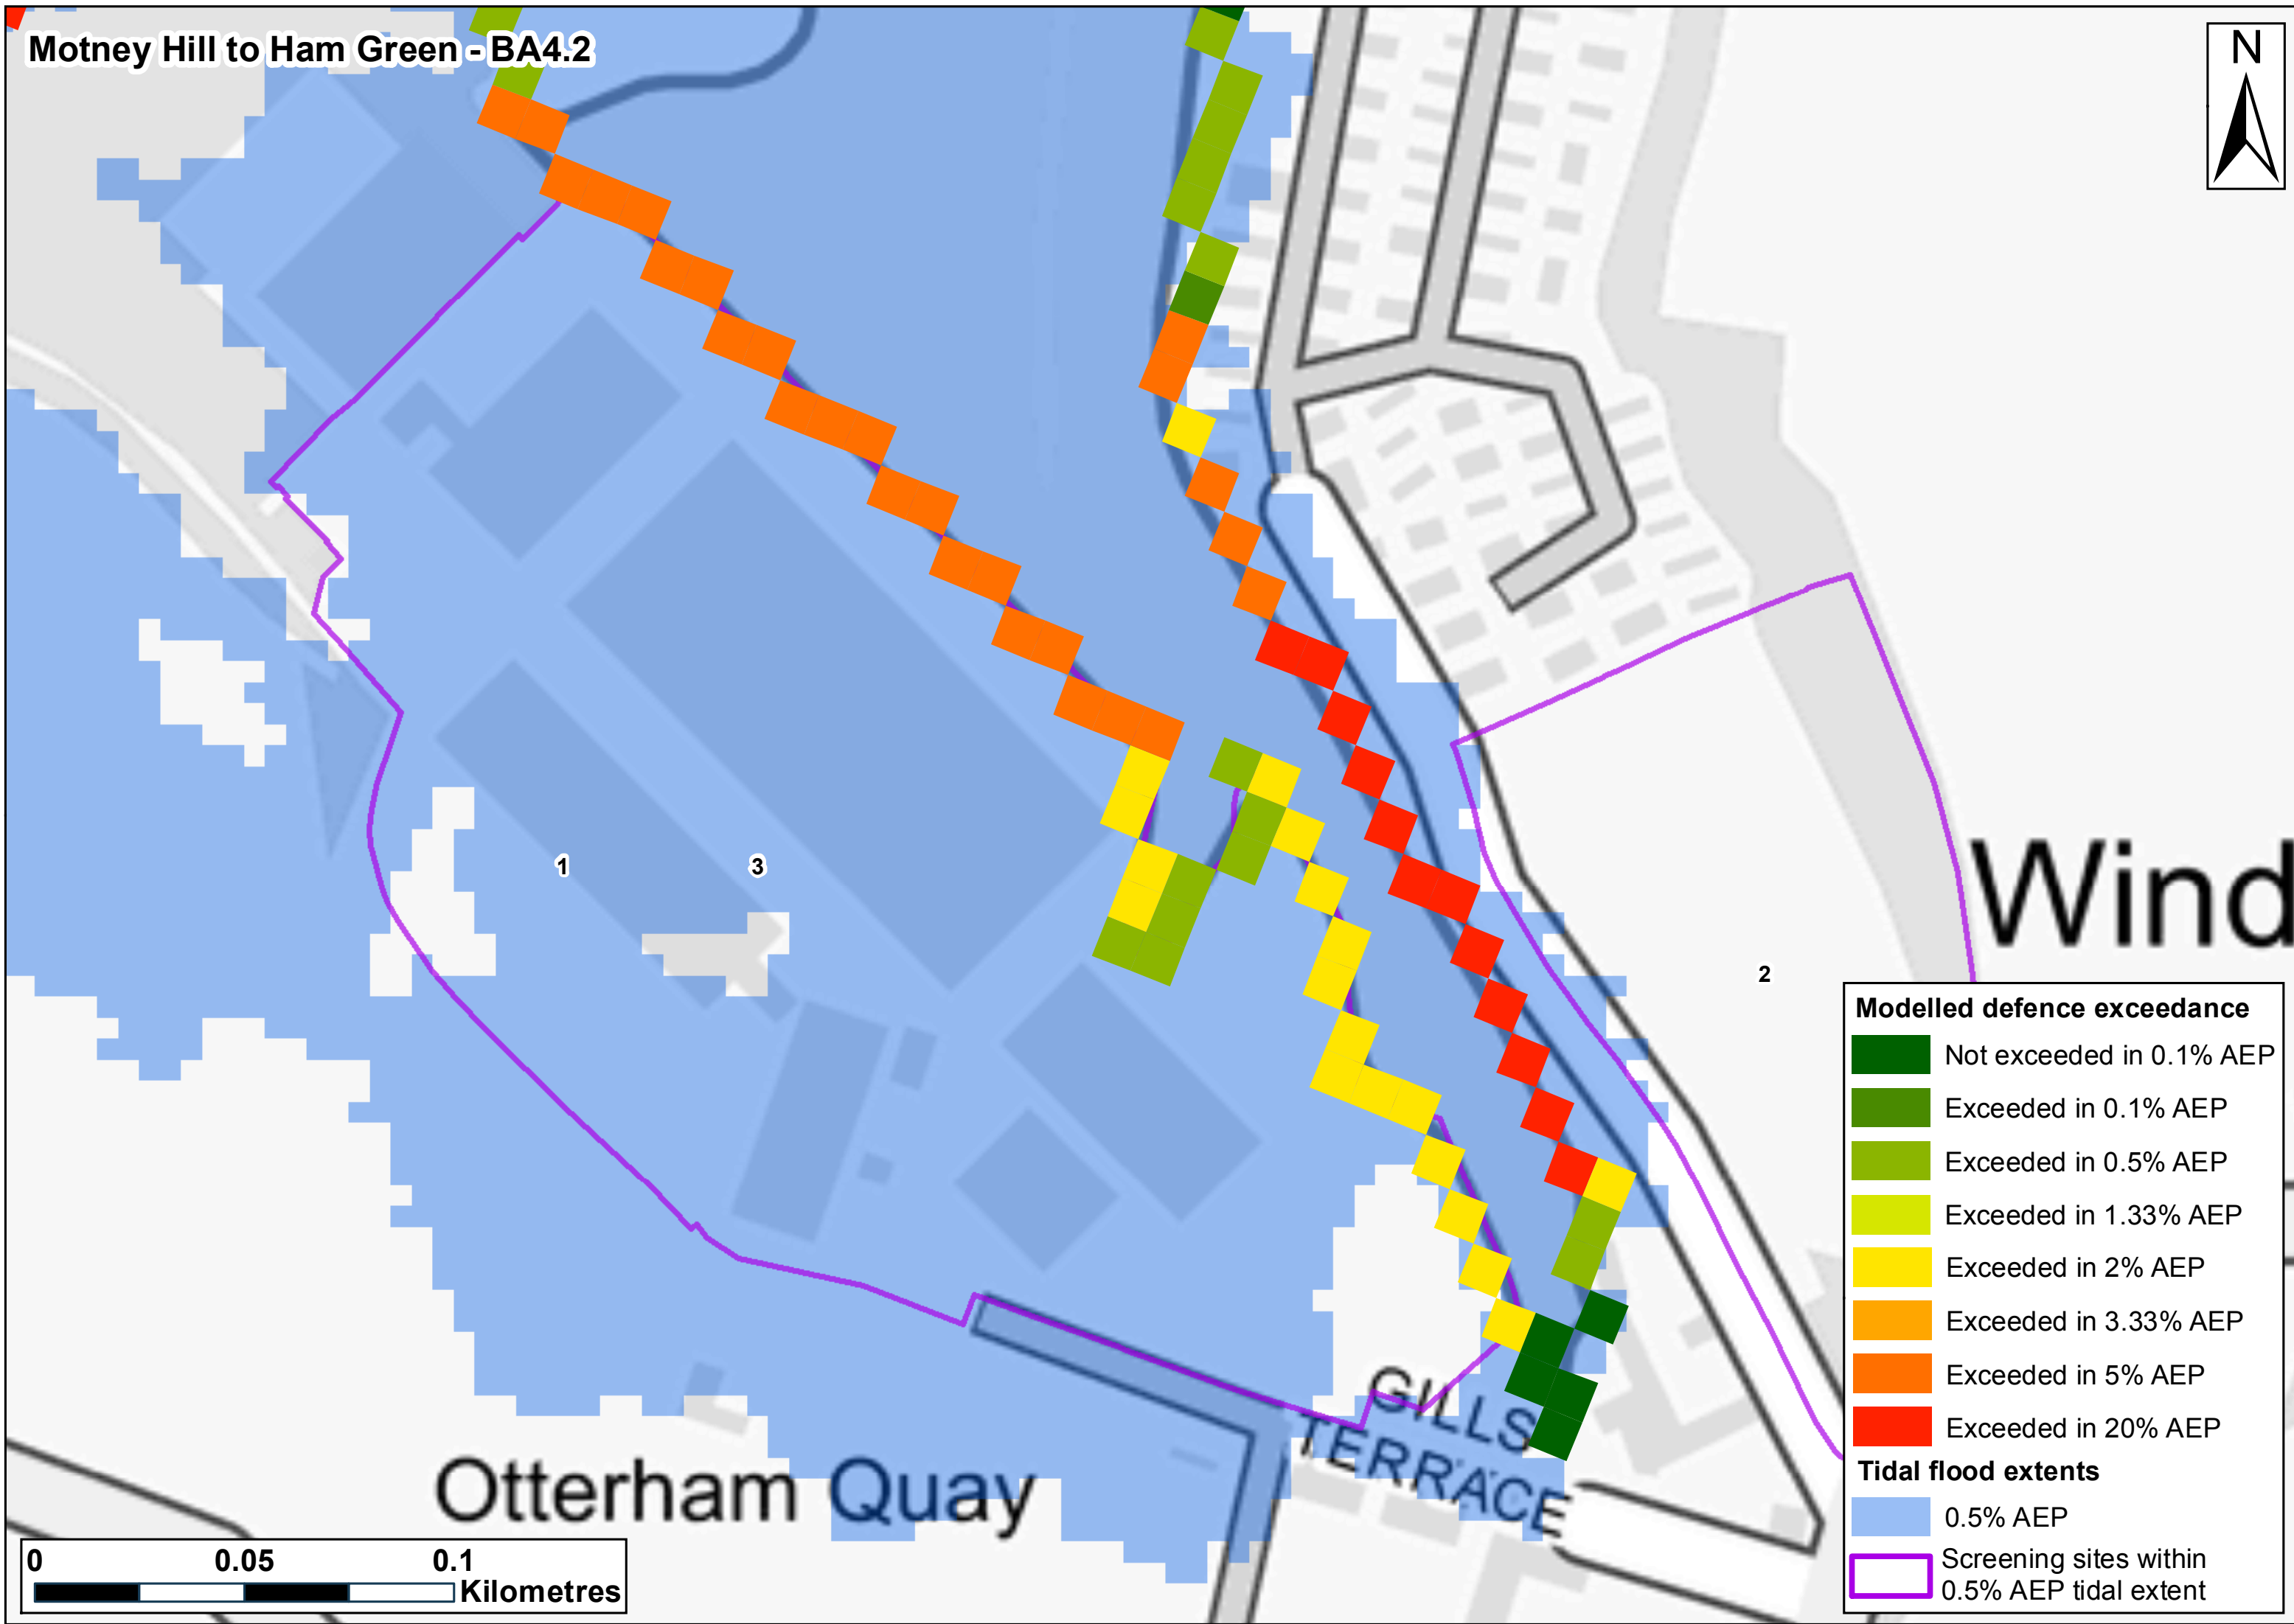 Motney Hill to Ham Green - BA4.2
N
1
3
2
Wind
Otterham Quay
GILLS
TERRACE
0 0.05 0.1
Kilometres
Modelled defence exceedance
Not exceeded in 0.1% AEP
Exceeded in 0.1% AEP
Exceeded in 0.5% AEP
Exceeded in 1.33% AEP
Exceeded in 2% AEP
Exceeded in 3.33% AEP
Exceeded in 5% AEP
Exceeded in 20% AEP
Tidal flood extents
0.5% AEP
Screening sites within
0.5% AEP tidal extent